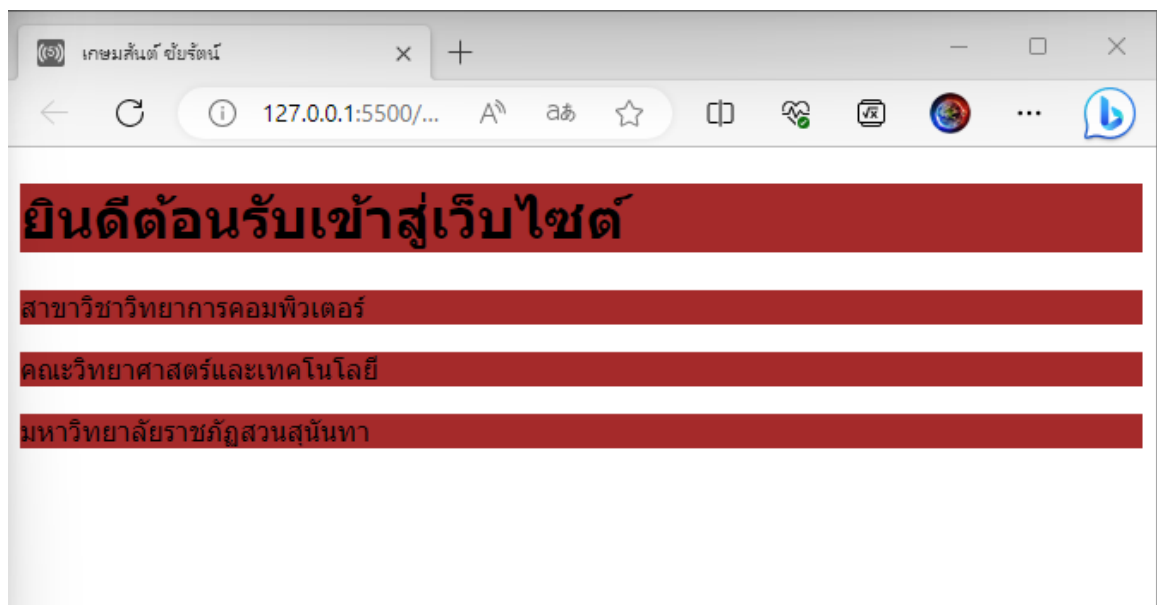 เกษมสันต์ ชัยรัตน์
127.0.0.1:5500/...
ยินดีต้อนรับเข้าสู่เว็บไซต์
สาขาวิชาวิทยาการคอมพิวเตอร์
คณะวิทยาศาสตร์และเทคโนโลยี
มหาวิทยาลัยราชภัฏสวนสุนันทา